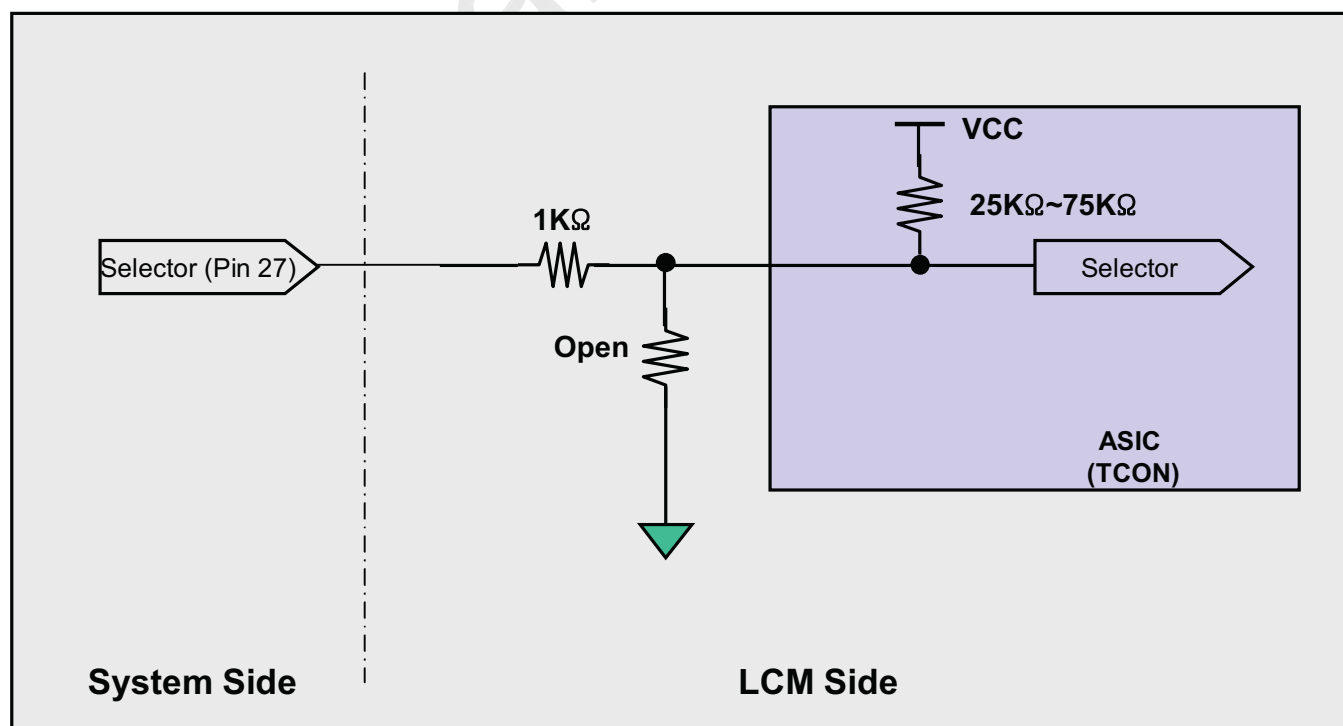 VCC
25KΩ~75KΩ
1KΩ
Selector (Pin 27)
Selector
Open
ASIC
(TCON)
System Side
LCM Side